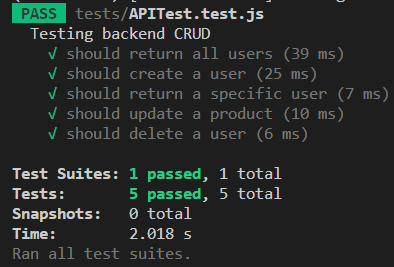 PASS tests/APITest.test.js
Testing backend CRUD
√ should return all users (39 ms)
√ should create a user (25 ms)
√ should return a specific user (7 ms)
√ should update a product (10 ms)
√ should delete a user (6 ms)
Test Suites: 1 passed, 1 total
Tests: 5 passed, 5 total
Snapshots: 0 total
Time: 2.018 s
Ran all test suites.